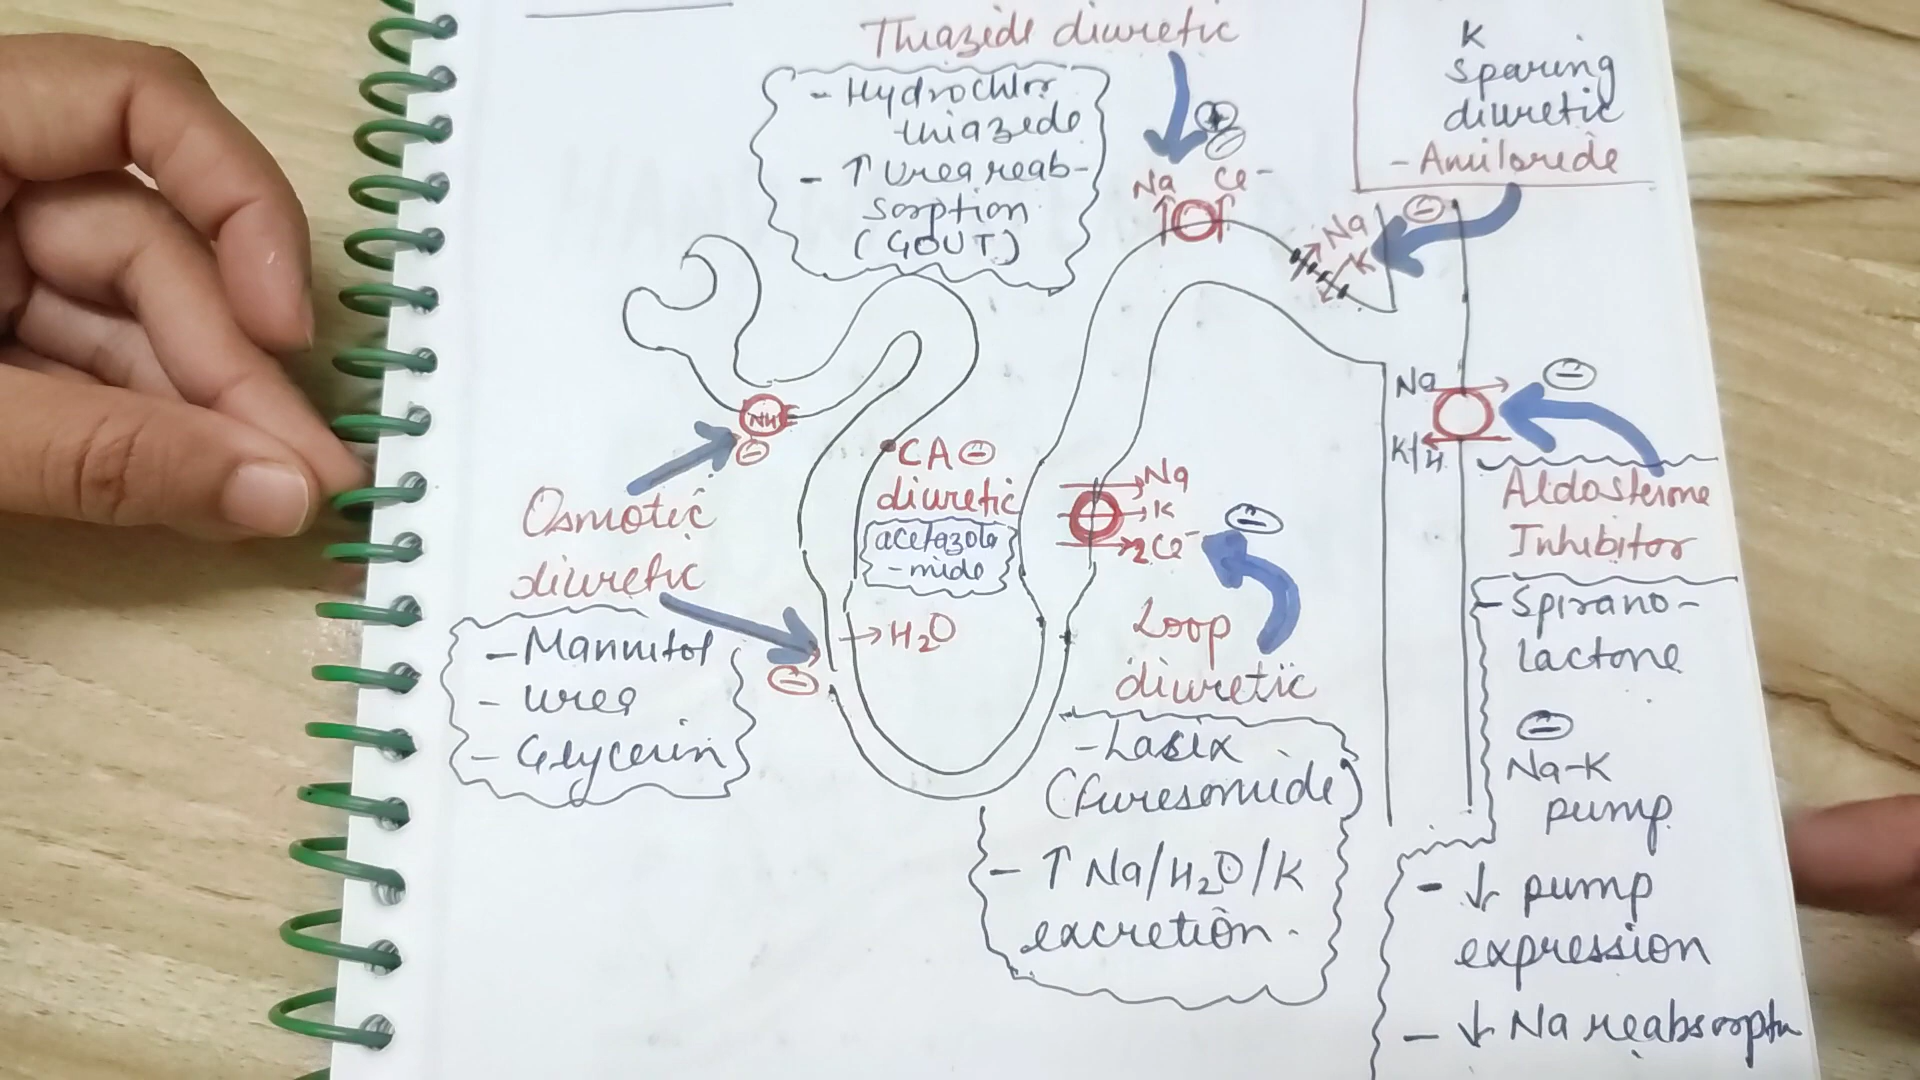 Thiazide diuretic
- Hydrochlor
thiazide
- ↑ Urea reab-
sorption
(GOUT)
K
sparing
diuretic
- Amiloride
+
-
Na Cl-
Na
K
-
NH
-
CA -
diuretic
acetazola
-mide
Osmotic
diuretic
- Mannitol
- Urea
- Glycerin
→ H2O
-
Na
K
2Cl-
-
Loop
diuretic
- Lasix
(furesomide)
- ↑ Na/H2O/K
excretion.
Na
K/H
-
Aldosterone
Inhibitor
- Spirano-
lactone
-
Na-K
pump
- ↓ pump
expression
- ↓ Na reabsorptn